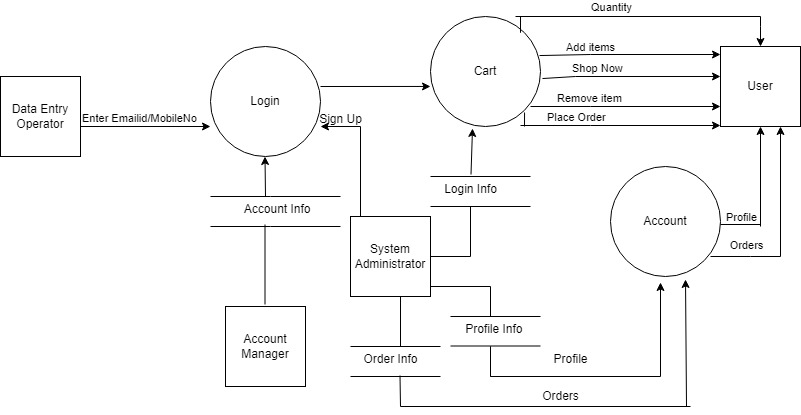 Quantity
Add items
Shop Now
Remove item
Place Order
Cart
User
Login
Data Entry
Operator
Enter Emailid/MobileNo
Sign Up
Login Info
Account Info
Account
Profile
Orders
System
Administrator
Account
Manager
Profile Info
Order Info
Profile
Orders